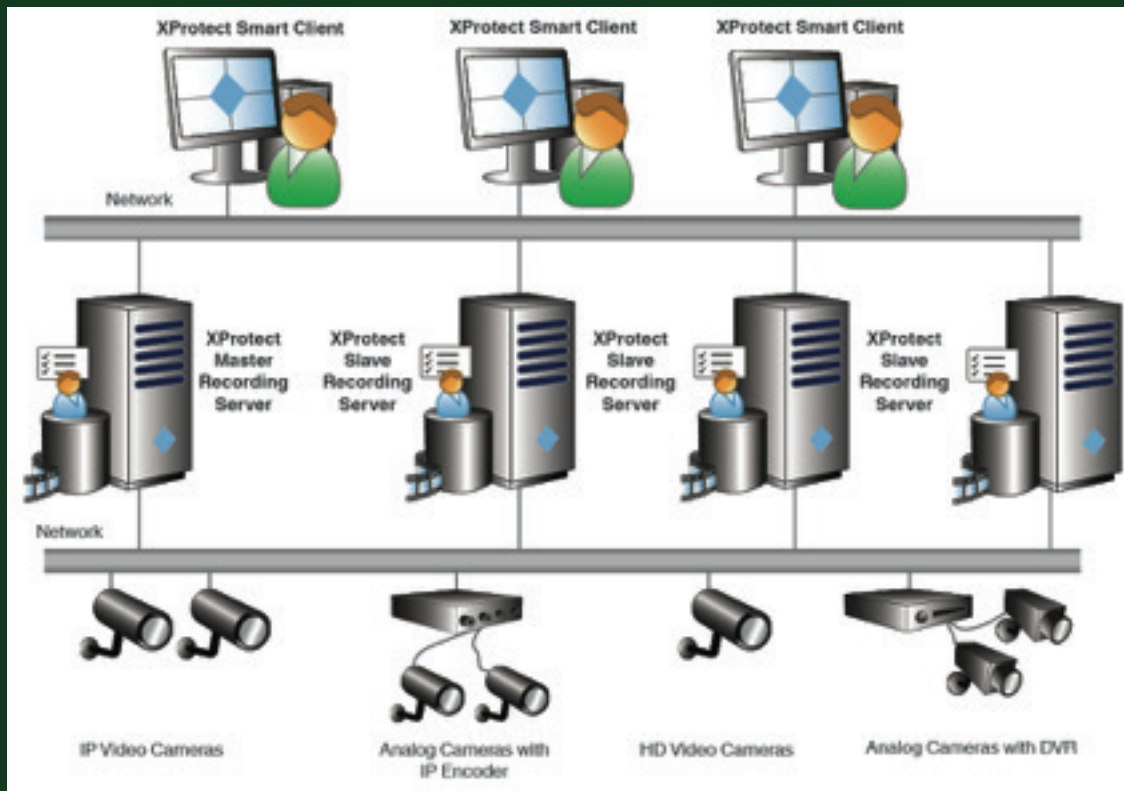 XProtect Smart Client
XProtect Smart Client
XProtect Smart Client
Network
XProtect
Master
Recording
Server
XProtect
Slave
Recording
Server
XProtect
Slave
Recording
Server
XProtect
Slave
Recording
Server
Network
IP Video Cameras
Analog Cameras with
IP Encoder
HD Video Cameras
Analog Cameras with DVR